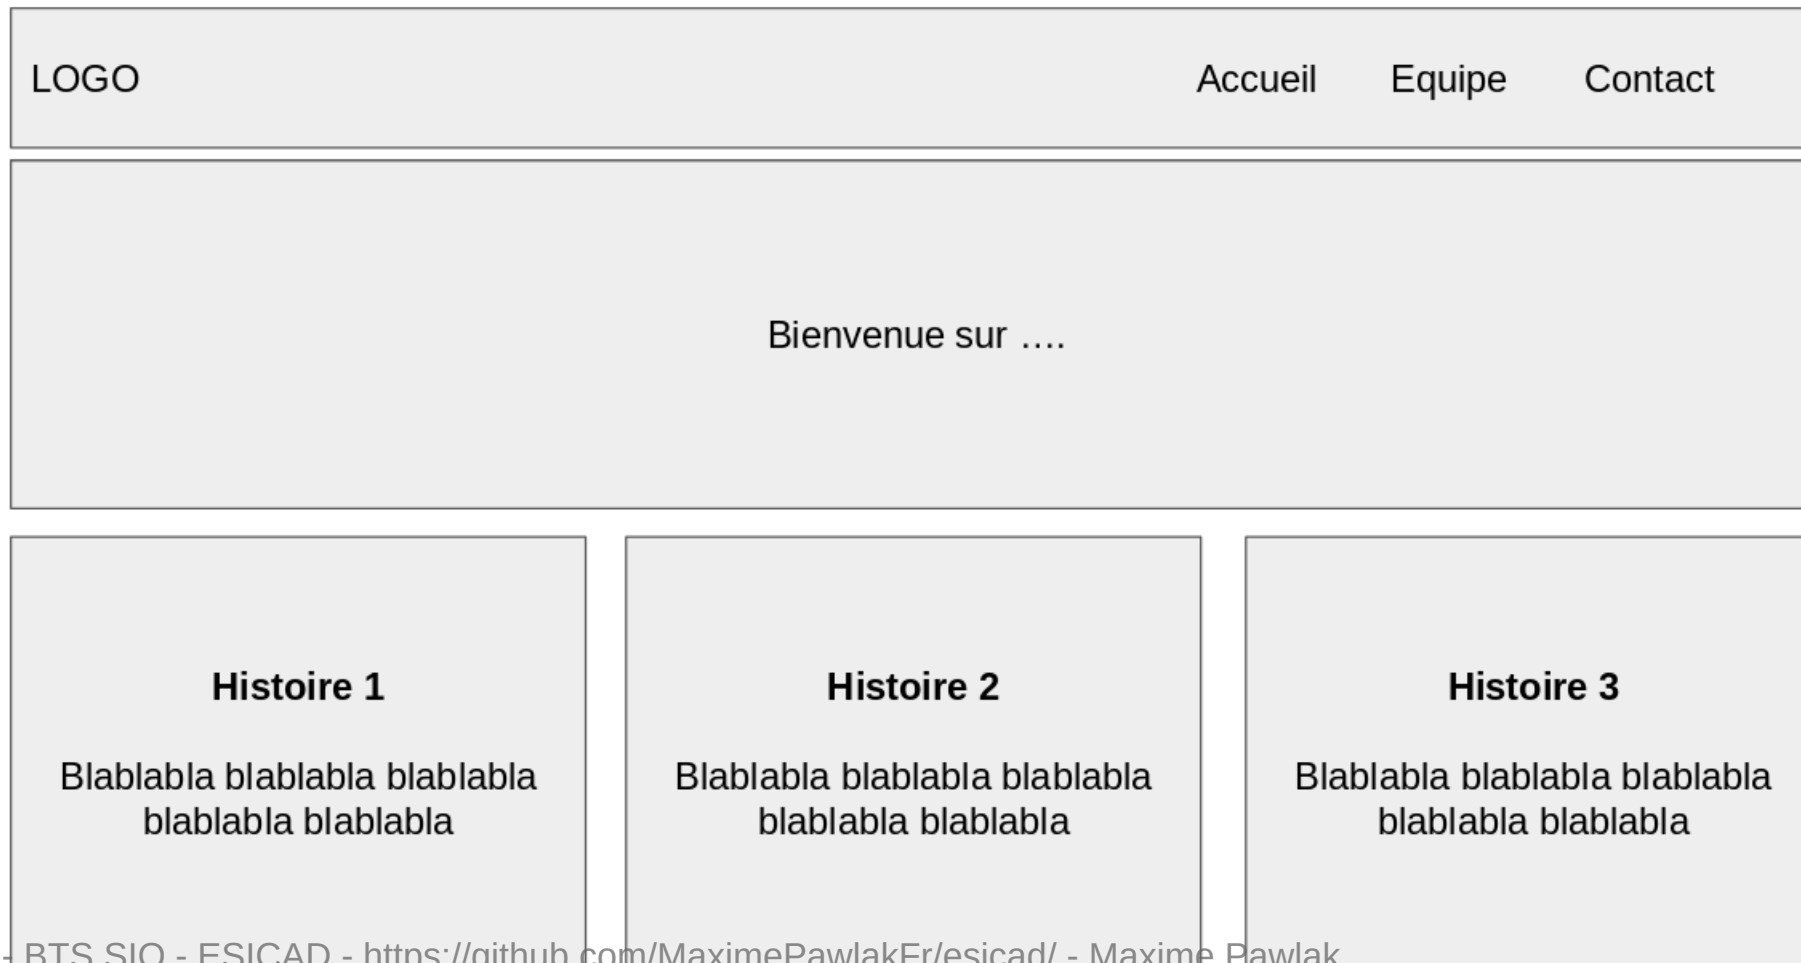 LOGO Accueil Equipe Contact
Bienvenue sur ....
Histoire 1
Blablabla blablabla blablabla
blablabla blablabla
Histoire 2
Blablabla blablabla blablabla
blablabla blablabla
Histoire 3
Blablabla blablabla blablabla
blablabla blablabla
- BTS SIO - ESICAD - https://github.com/MaximePawlakFr/esicad/ - Maxime Pawlak